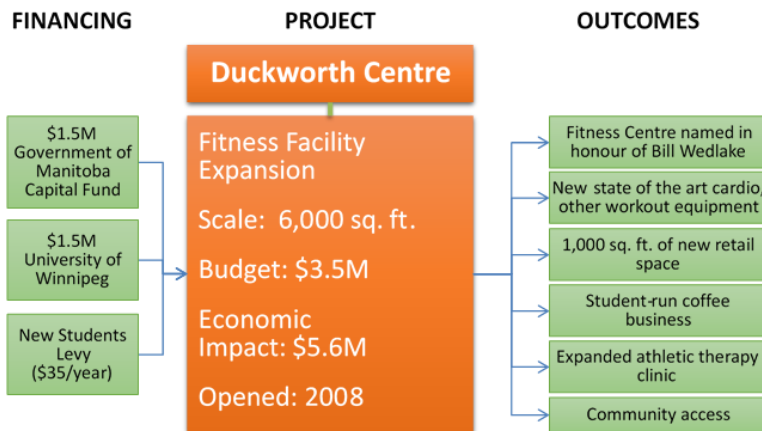 FINANCING
PROJECT
OUTCOMES
Duckworth Centre
$1.5M
Government of
Manitoba
Capital Fund
$1.5M
University of
Winnipeg
New Students
Levy
($35/year)
Fitness Facility
Expansion
Scale: 6,000 sq. ft.
Budget: $3.5M
Economic
Impact: $5.6M
Opened: 2008
Fitness Centre named in
honour of Bill Wedlake
New state of the art cardio,
other workout equipment
1,000 sq. ft. of new retail
space
Student-run coffee
business
Expanded athletic therapy
clinic
Community access